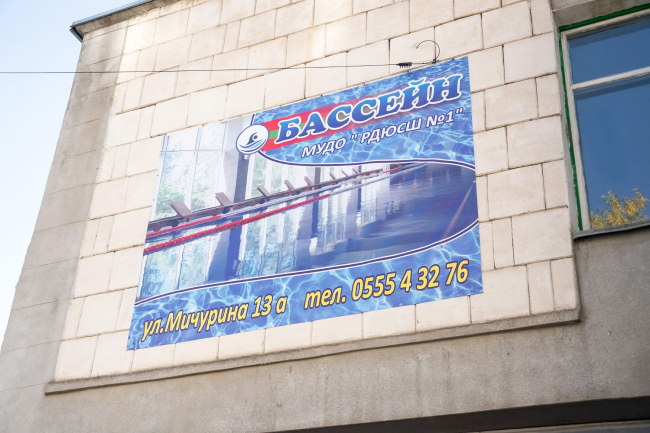 БАССЕЙН
МУДО "РДЮСШ №1"
ул.Мичурина 13 а тел. 0555 4 32 76